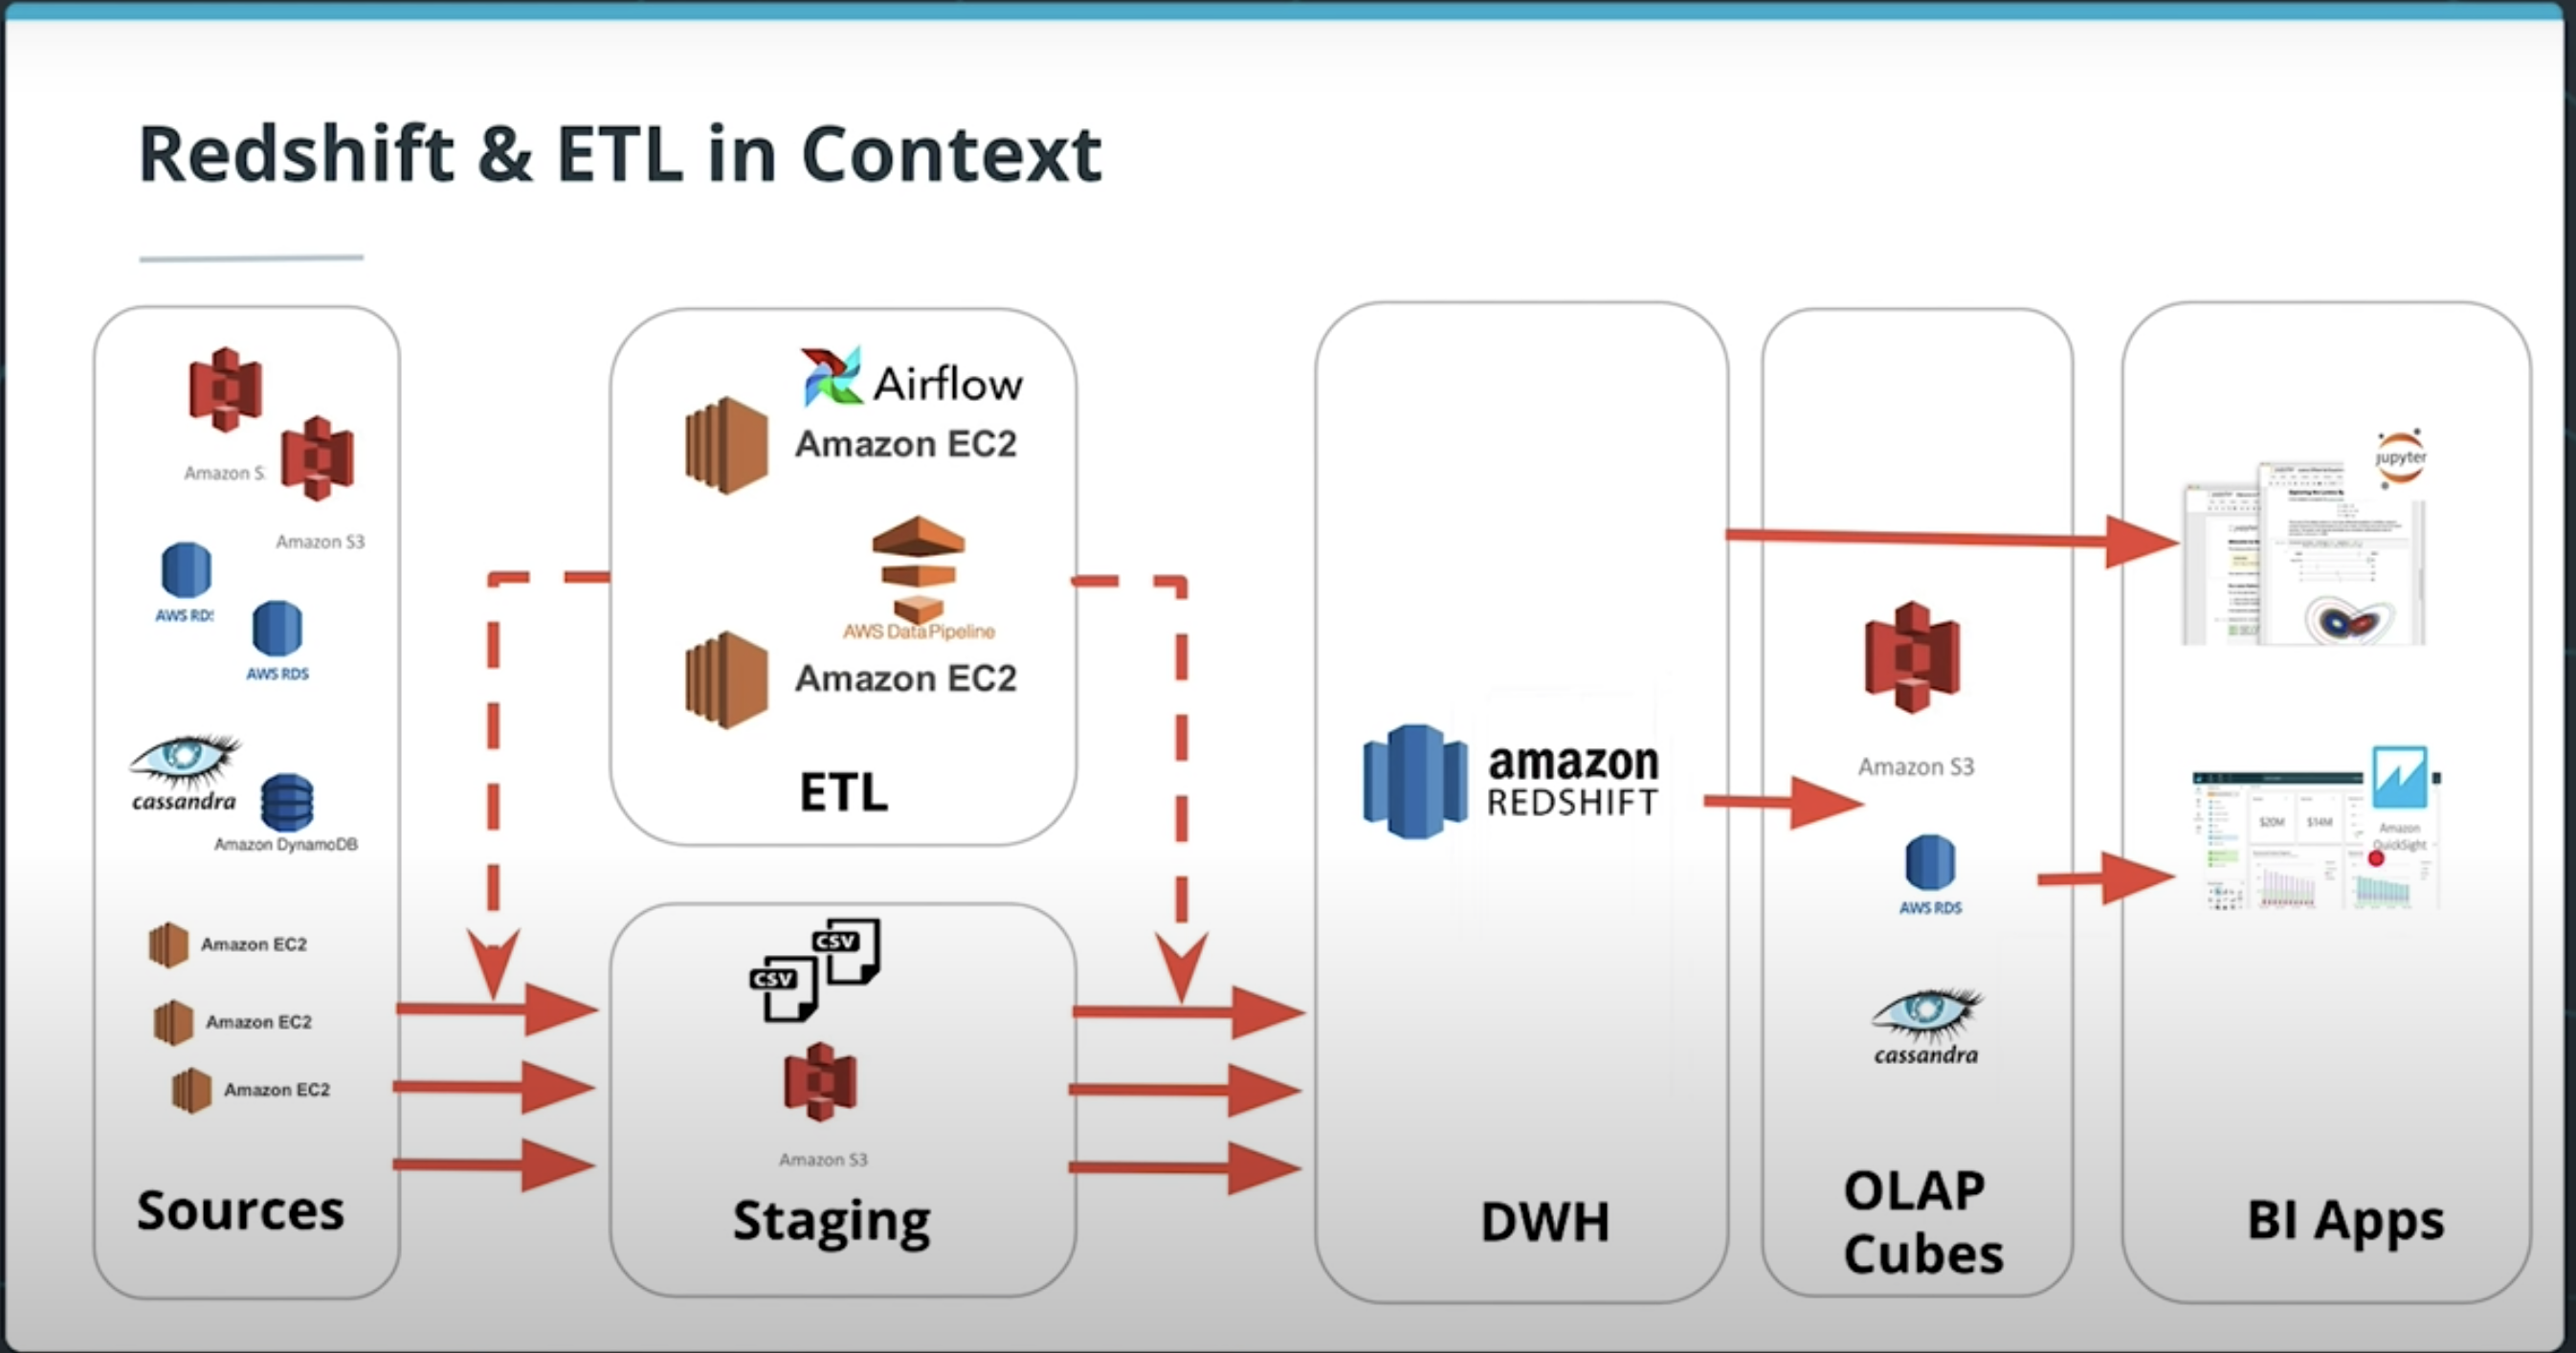 Redshift & ETL in Context
Amazon S
Amazon S3
AWS RDS
AWS RDS
cassandra
Amazon DynamoDB
Amazon EC2
Amazon EC2
Amazon EC2
Sources
Airflow
Amazon EC2
AWS Data Pipeline
Amazon EC2
ETL
CSV
CSV
Amazon S3
Staging
amazon
REDSHIFT
DWH
Amazon S3
AWS RDS
cassandra
OLAP
Cubes
jupyter
$20M
$14M
Amazon
QuickSight
BI Apps